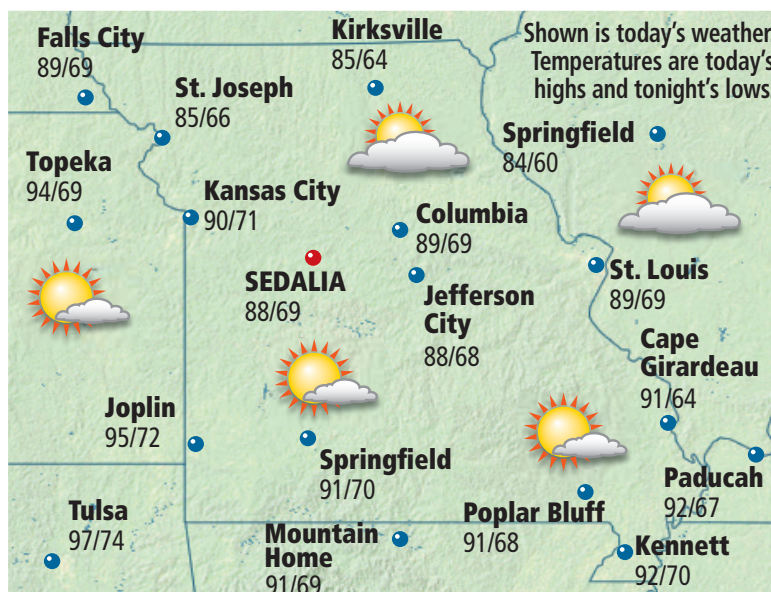 Falls City
89/69
Kirksville
85/64
Shown is today's weather.
Temperatures are today's
highs and tonight's lows.
St. Joseph
85/66
Springfield
84/60
Topeka
94/69
Kansas City
90/71
Columbia
89/69
SEDALIA
88/69
Jefferson
City
88/68
St. Louis
89/69
Cape
Girardeau
91/64
Joplin
95/72
Springfield
91/70
Paducah
92/67
Tulsa
97/74
Mountain
Home
91/69
Poplar Bluff
91/68
Kennett
92/70